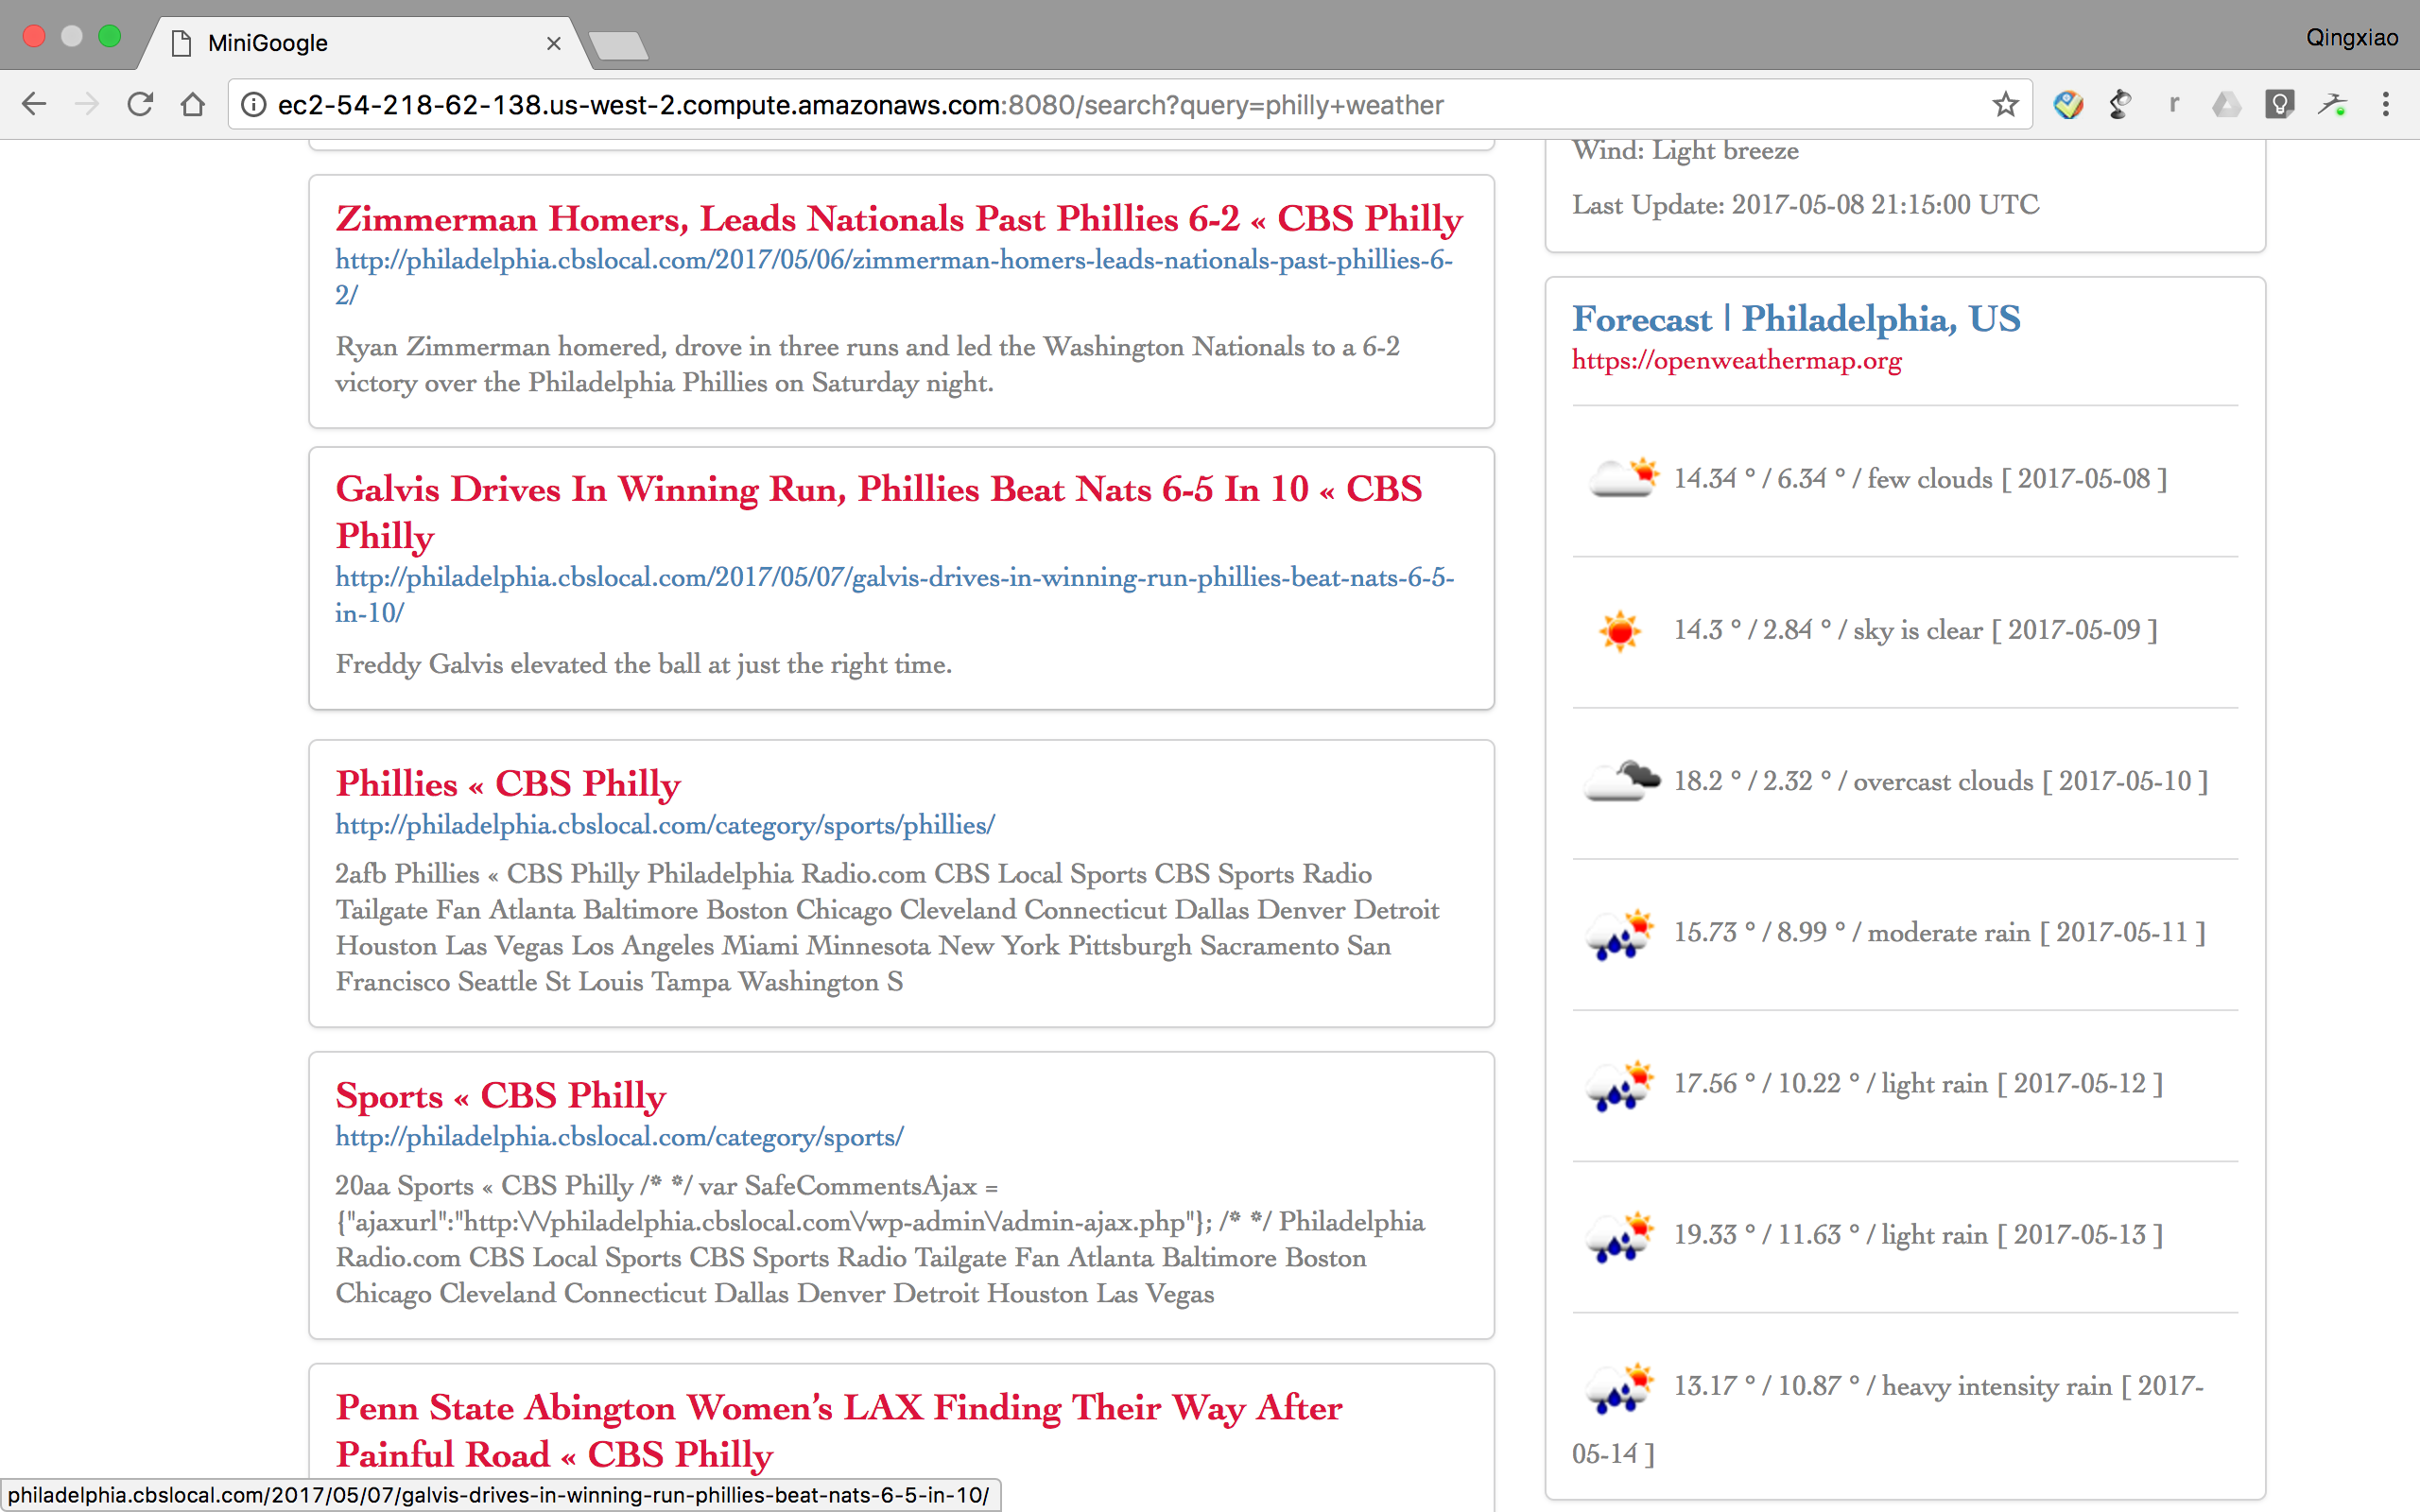 MiniGoogle
Qingxiao
ec2-54-218-62-138.us-west-2.compute.amazonaws.com:8080/search?query=philly+weather
r
Zimmerman Homers, Leads Nationals Past Phillies 6-2 « CBS Philly
http://philadelphia.cbslocal.com/2017/05/06/zimmerman-homers-leads-nationals-past-phillies-6-
2/
Ryan Zimmerman homered, drove in three runs and led the Washington Nationals to a 6-2
victory over the Philadelphia Phillies on Saturday night.
Galvis Drives In Winning Run, Phillies Beat Nats 6-5 In 10 « CBS
Philly
http://philadelphia.cbslocal.com/2017/05/07/galvis-drives-in-winning-run-phillies-beat-nats-6-5-
in-10/
Freddy Galvis elevated the ball at just the right time.
Phillies « CBS Philly
http://philadelphia.cbslocal.com/category/sports/phillies/
2afb Phillies « CBS Philly Philadelphia Radio.com CBS Local Sports CBS Sports Radio
Tailgate Fan Atlanta Baltimore Boston Chicago Cleveland Connecticut Dallas Denver Detroit
Houston Las Vegas Los Angeles Miami Minnesota New York Pittsburgh Sacramento San
Francisco Seattle St Louis Tampa Washington S
Sports « CBS Philly
http://philadelphia.cbslocal.com/category/sports/
20aa Sports « CBS Philly /* */ var SafeCommentsAjax =
{"ajaxurl":"http:\/\/philadelphia.cbslocal.com\/wp-admin\/admin-ajax.php"}; /* */ Philadelphia
Radio.com CBS Local Sports CBS Sports Radio Tailgate Fan Atlanta Baltimore Boston
Chicago Cleveland Connecticut Dallas Denver Detroit Houston Las Vegas
Penn State Abington Women's LAX Finding Their Way After
Painful Road « CBS Philly
Wind: Light breeze
Last Update: 2017-05-08 21:15:00 UTC
Forecast | Philadelphia, US
https://openweathermap.org
14.34 ° / 6.34 ° / few clouds [ 2017-05-08 ]
14.3 ° / 2.84 ° / sky is clear [ 2017-05-09 ]
18.2 ° / 2.32 ° / overcast clouds [ 2017-05-10 ]
15.73 ° / 8.99 ° / moderate rain [ 2017-05-11 ]
17.56 ° / 10.22 ° / light rain [ 2017-05-12 ]
19.33 ° / 11.63 ° / light rain [ 2017-05-13 ]
13.17 ° / 10.87 ° / heavy intensity rain [ 2017-
05-14 ]
philadelphia.cbslocal.com/2017/05/07/galvis-drives-in-winning-run-phillies-beat-nats-6-5-in-10/